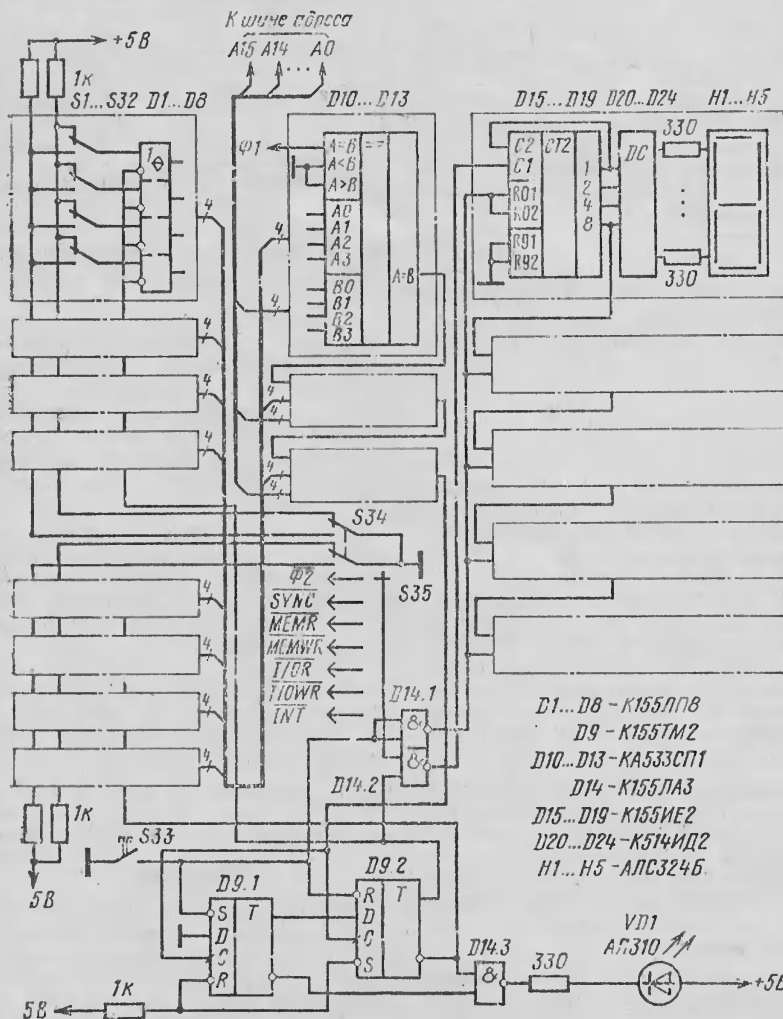 +5В
1к
S1...S32 D1...D8
К шине адреса
A15 A14 ... A0
D10...D13
D15...D19 D20...D24 H1...H5
330
330
1
Ф1
A=B
A<B
A>B
==
A0
A1
A2
A3
B0
B1
B2
B3
A=B
C2
C1
R01
R02
R91
R92
СТ2
1
2
4
8
DC
4
4
4
4
4
4
4
4
4
4
4
4
4
4
S34
S35
Ф2
SYNC
MEMR
MEMWR
I/OR
I/OWR
INT
D14.1
&
&
D14.2
D1...D8 - К155ЛП8
D9 - К155ТМ2
D10...D13 - КА533СП1
D14 - К155ЛА3
D15...D19 - К155ИЕ2
D20...D24 - К514ИД2
H1...H5 - АЛС324Б
1к
5В
S33
D9.1
S
D
C
R
T
D9.2
R
D
C
S
T
D14.3
&
330
VD1
АЛ310
+5В
5В
1к